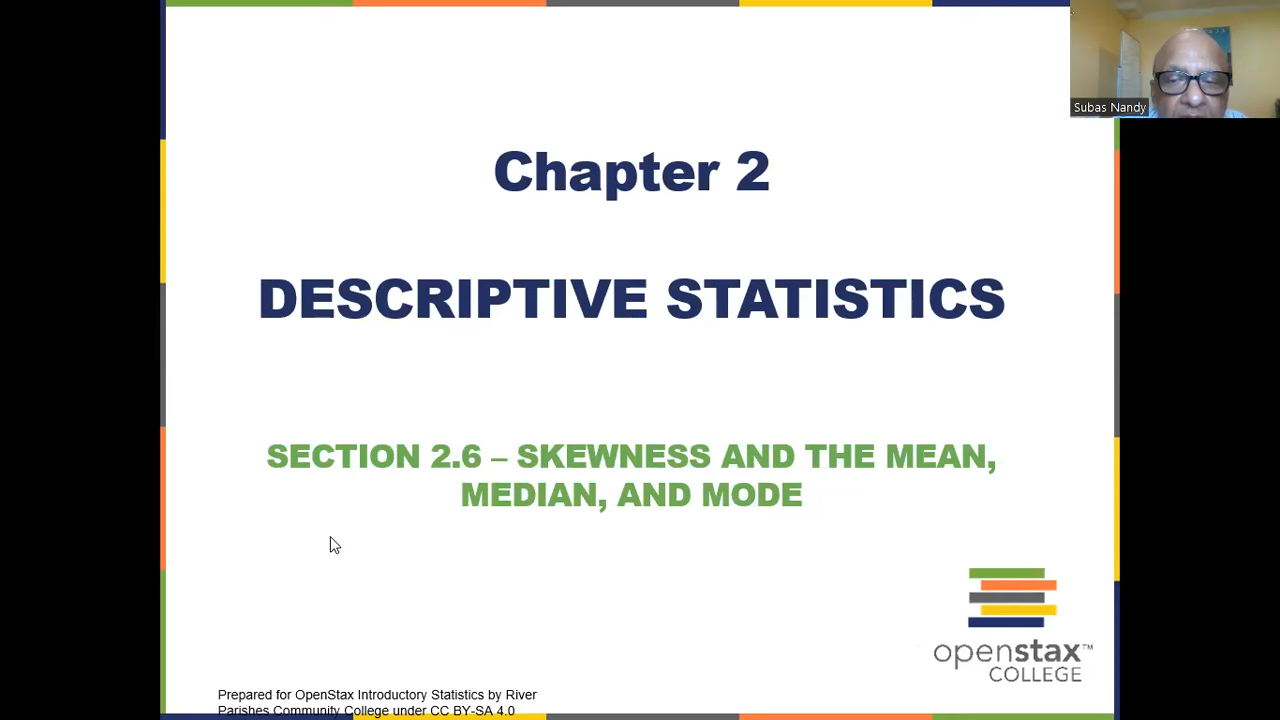 Subas Nandy
Chapter 2
DESCRIPTIVE STATISTICS
SECTION 2.6 – SKEWNESS AND THE MEAN,
MEDIAN, AND MODE
openstax™
COLLEGE
Prepared for OpenStax Introductory Statistics by River
Parishes Community College under CC BY-SA 4.0